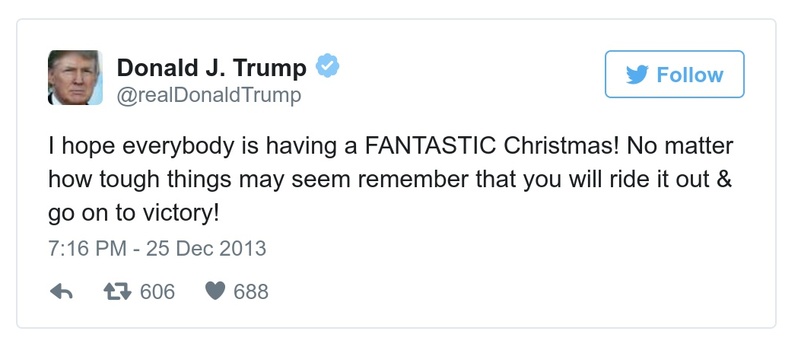 Donald J. Trump
Follow
@realDonaldTrump
I hope everybody is having a FANTASTIC Christmas! No matter
how tough things may seem remember that you will ride it out &
go on to victory!
7:16 PM - 25 Dec 2013
606 688